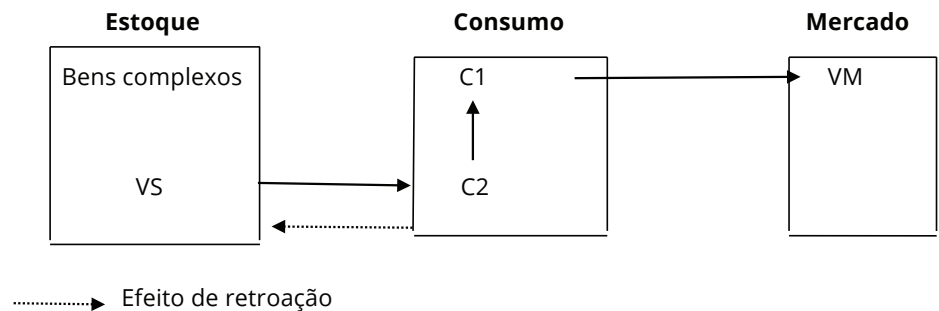 Estoque Consumo Mercado
Bens complexos C1 VM
VS C2
Efeito de retroação